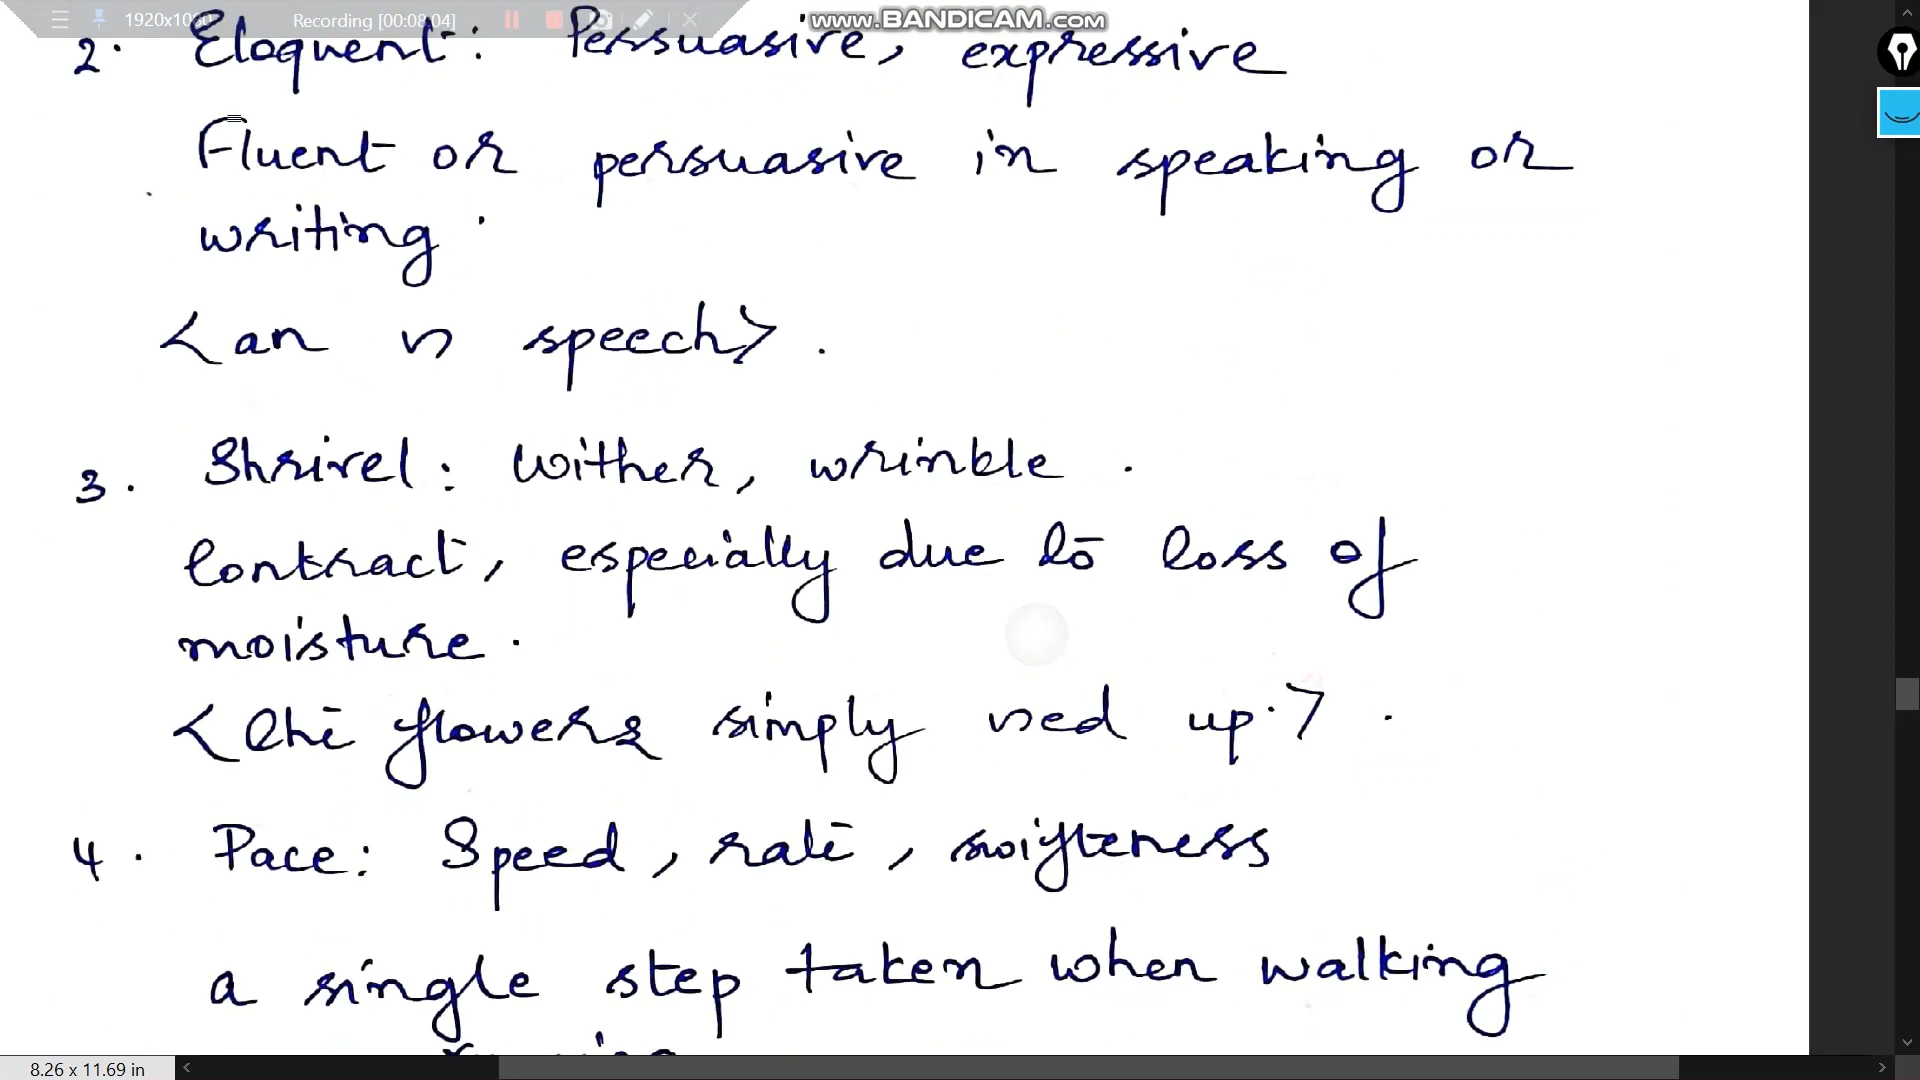 1920x1080 Recording [00:08:04] www.BANDICAM.com
2. Eloquent: Persuasive, expressive
Fluent or persuasive in speaking or
writing.
<an ~ speech>.
3. Shrivel: Wither, wrinkle.
Contract, especially due to loss of
moisture.
<The flowers simply ~ed up.>.
4. Pace: Speed, rate, swifteness
a single step taken when walking
8.26 x 11.69 in